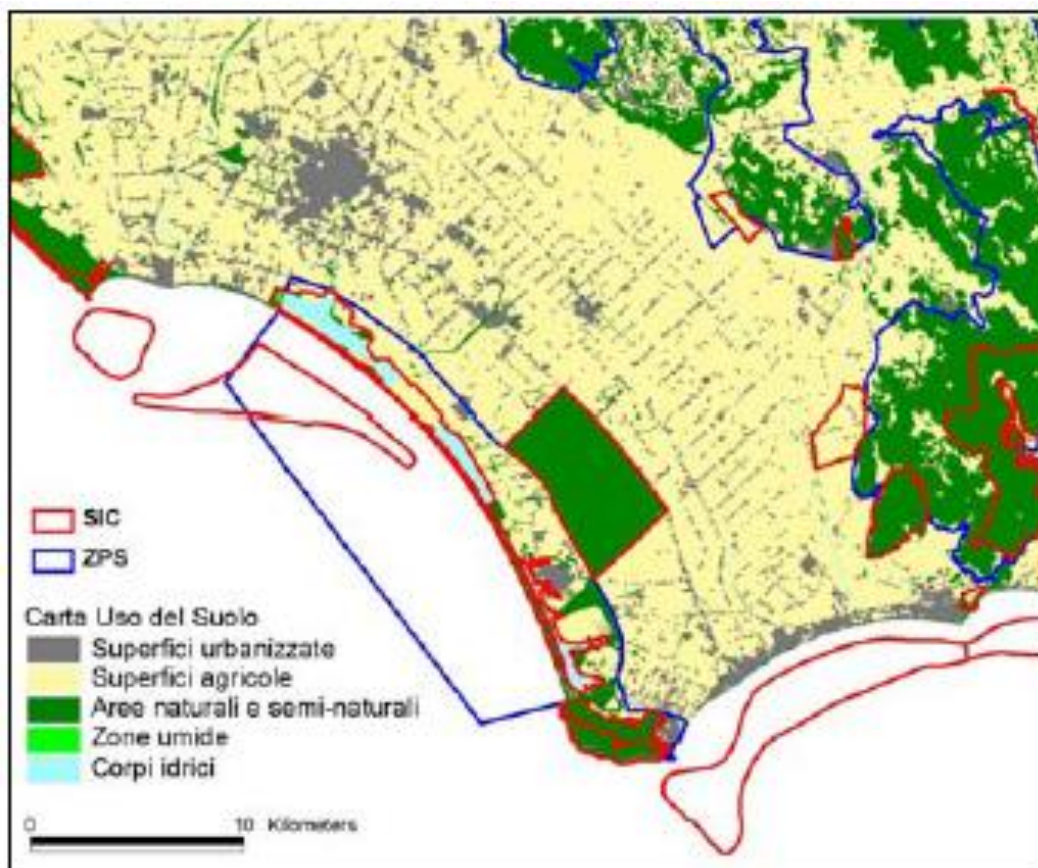 SIC
ZPS
Carta Uso del Suolo
Superfici urbanizzate
Superfici agricole
Aree naturali e semi-naturali
Zone umide
Corpi idrici
0 10 Kilometers